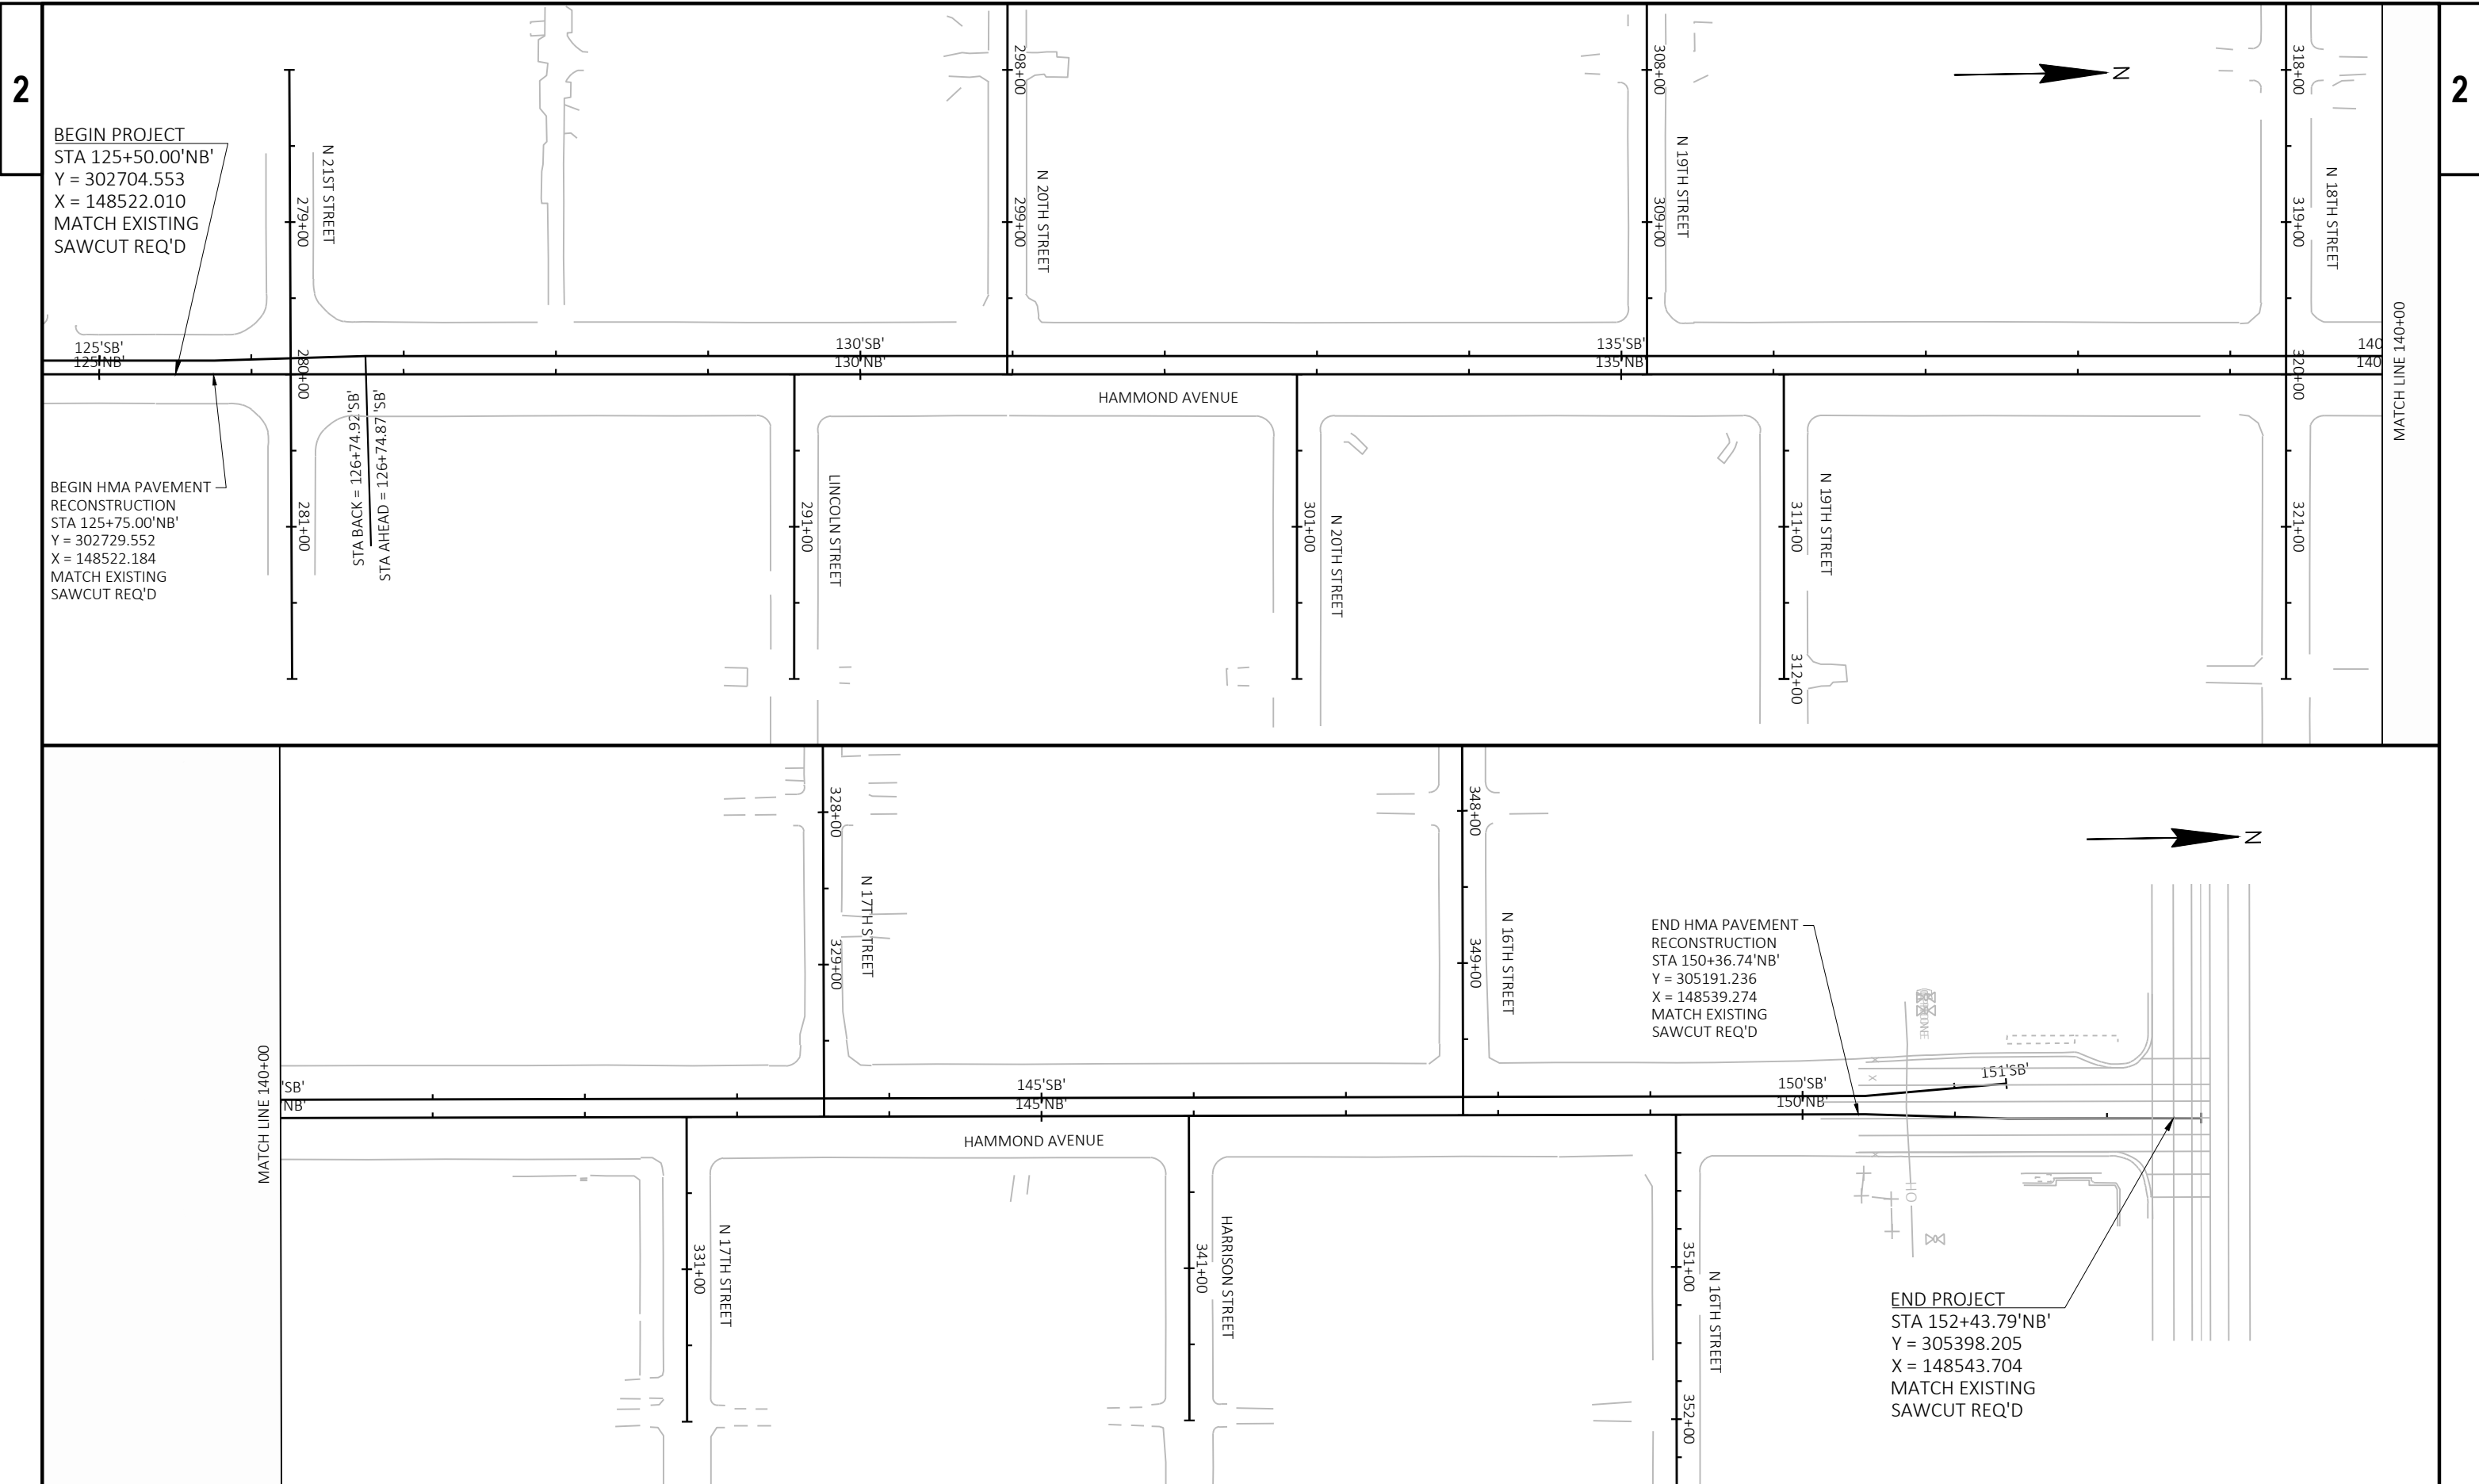 2
2
BEGIN PROJECT
STA 125+50.00'NB'
Y = 302704.553
X = 148522.010
MATCH EXISTING
SAWCUT REQ'D
N 21ST STREET
279+00
280+00
281+00
298+00
299+00
N 20TH STREET
308+00
309+00
N 19TH STREET
N
318+00
319+00
320+00
321+00
N 18TH STREET
MATCH LINE 140+00
125'SB'
125'NB'
130'SB'
130'NB'
135'SB'
135'NB'
140
140
HAMMOND AVENUE
BEGIN HMA PAVEMENT
RECONSTRUCTION
STA 125+75.00'NB'
Y = 302729.552
X = 148522.184
MATCH EXISTING
SAWCUT REQ'D
STA BACK = 126+74.92'SB'
STA AHEAD = 126+74.87'SB'
291+00
LINCOLN STREET
301+00
N 20TH STREET
311+00
312+00
N 19TH STREET
328+00
329+00
N 17TH STREET
348+00
349+00
N 16TH STREET
N
END HMA PAVEMENT
RECONSTRUCTION
STA 150+36.74'NB'
Y = 305191.236
X = 148539.274
MATCH EXISTING
SAWCUT REQ'D
MATCH LINE 140+00
'SB'
'NB'
145'SB'
145'NB'
150'SB'
150'NB'
151'SB'
HAMMOND AVENUE
331+00
N 17TH STREET
341+00
HARRISON STREET
351+00
352+00
N 16TH STREET
END PROJECT
STA 152+43.79'NB'
Y = 305398.205
X = 148543.704
MATCH EXISTING
SAWCUT REQ'D